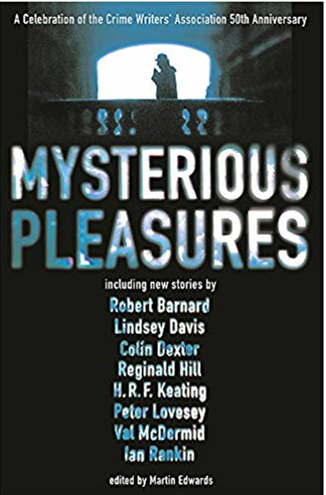 A Celebration of the Crime Writers' Association 50th Anniversary
MYSTERIOUS
PLEASURES
including new stories by
Robert Barnard
Lindsey Davis
Colin Dexter
Reginald Hill
H.R.F. Keating
Peter Lovesey
Val McDermid
Ian Rankin
edited by Martin Edwards